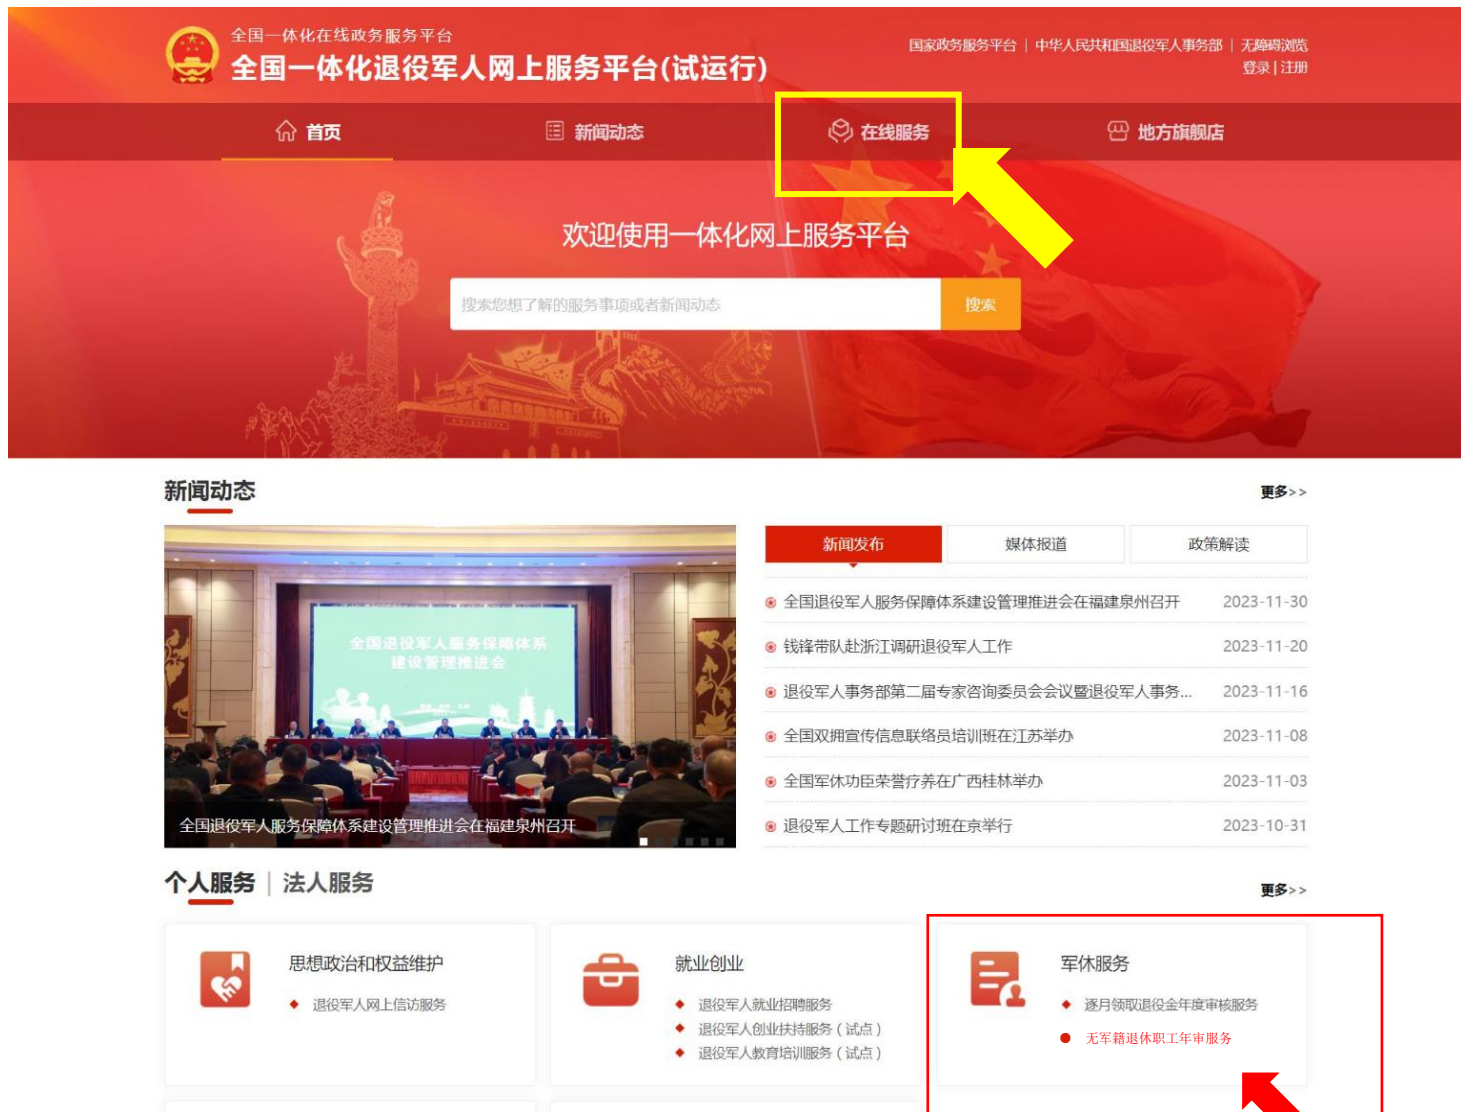 全国一体化在线政务服务平台
全国一体化退役军人网上服务平台(试运行)
国家政务服务平台 | 中华人民共和国退役军人事务部 | 无障碍浏览
登录 | 注册
首页
新闻动态
在线服务
地方旗舰店
欢迎使用一体化网上服务平台
搜索您想了解的服务事项或者新闻动态
搜索
新闻动态
更多>>
全国退役军人服务保障体系
建设管理推进会
全国退役军人服务保障体系建设管理推进会在福建泉州召开
新闻发布
媒体报道
政策解读
全国退役军人服务保障体系建设管理推进会在福建泉州召开 2023-11-30
钱锋带队赴浙江调研退役军人工作 2023-11-20
退役军人事务部第二届专家咨询委员会会议暨退役军人事务... 2023-11-16
全国双拥宣传信息联络员培训班在江苏举办 2023-11-08
全国军休功臣荣誉疗养在广西桂林举办 2023-11-03
退役军人工作专题研讨班在京举行 2023-10-31
个人服务 | 法人服务
更多>>
思想政治和权益维护
退役军人网上信访服务
就业创业
退役军人就业招聘服务
退役军人创业扶持服务（试点）
退役军人教育培训服务（试点）
军休服务
逐月领取退役金年度审核服务
无军籍退休职工年审服务